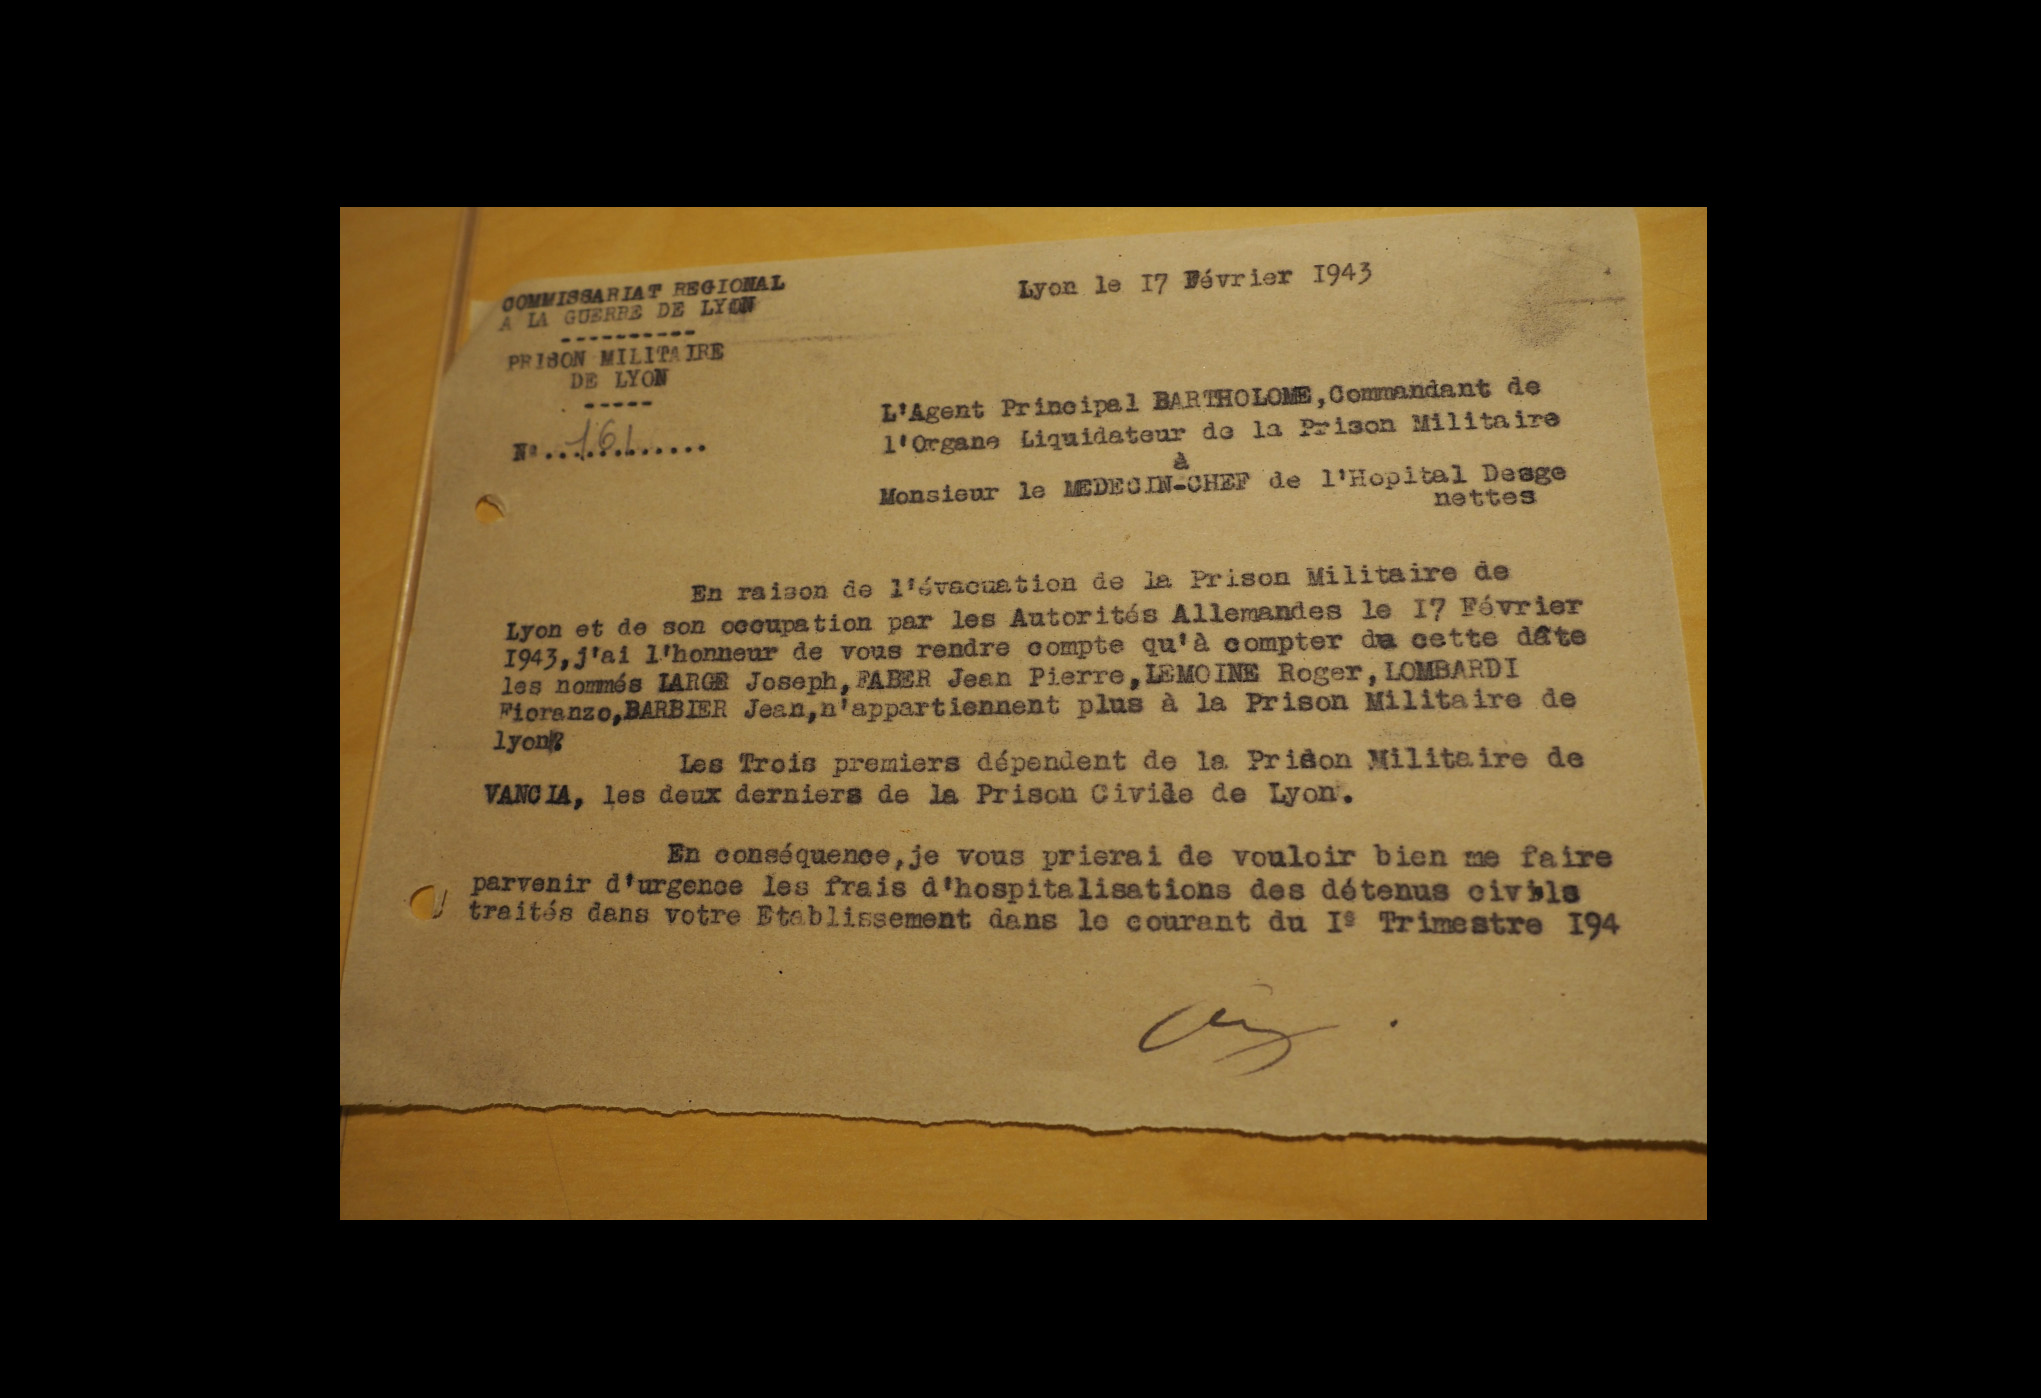 COMMISSARIAT REGIONAL
A LA GUERRE DE LYON
----------
PRISON MILITAIRE
DE LYON
-----
N° 161
Lyon le 17 Février 1943
L'Agent Principal BARTHOLOME,Commandant de
l'Organe Liquidateur de la Prison Militaire
à
Monsieur le MEDECIN-CHEF de l'Hopital Desge
nettes
En raison de l'évacuation de la Prison Militaire de
Lyon et de son occupation par les Autorités Allemandes le I7 Février
I943,j'ai l'honneur de vous rendre compte qu'à compter du cette dâte
les nommés LARGE Joseph,FABER Jean Pierre,LEMOINE Roger,LOMBARDI
Fioranzo,BARBIER Jean,n'appartiennent plus à la Prison Militaire de
lyon
Les Trois premiers dépendent de la Prison Militaire de
VANCIA, les deux derniers de la Prison Civile de Lyon.
En conséquence,je vous prierai de vouloir bien me faire
parvenir d'urgence les frais d'hospitalisations des détenus civils
traités dans votre Etablissement dans le courant du I° Trimestre I94